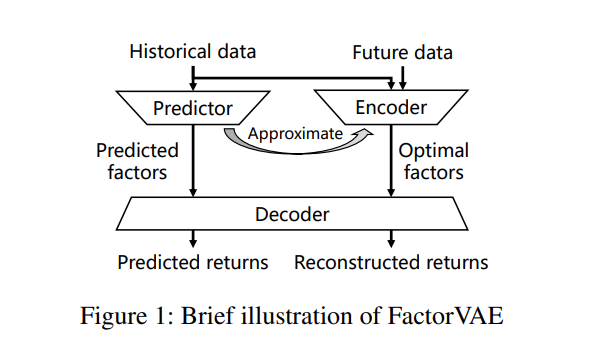 Historical data
Future data
Predictor
Encoder
Approximate
Predicted
factors
Optimal
factors
Decoder
Predicted returns
Reconstructed returns
Figure 1: Brief illustration of FactorVAE